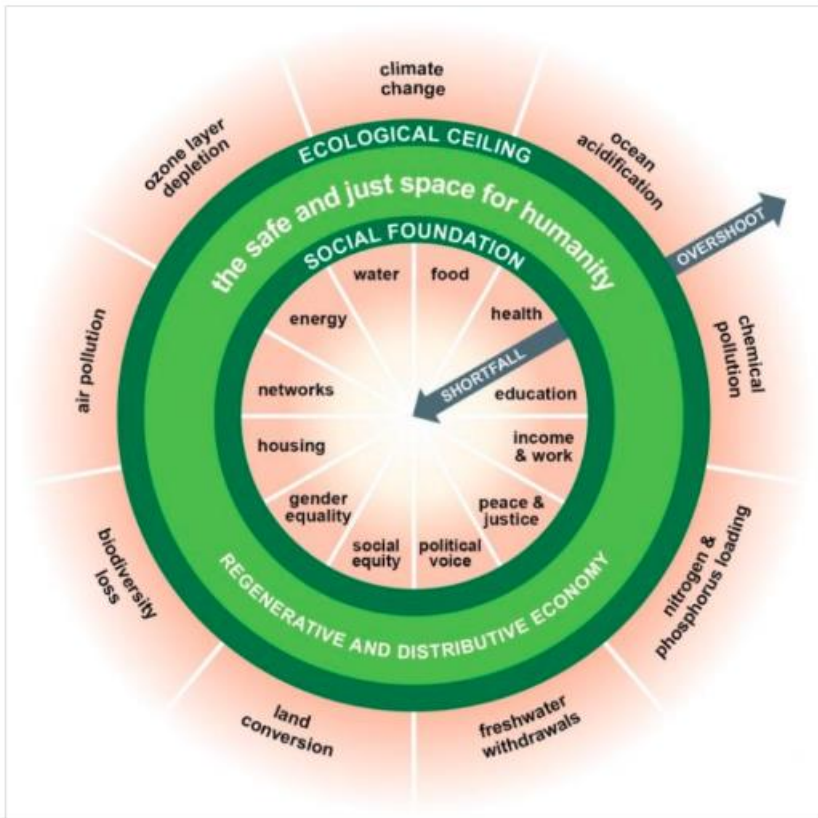 climate
change
ocean
acidification
chemical
pollution
nitrogen &
phosphorus loading
freshwater
withdrawals
land
conversion
biodiversity
loss
air pollution
ozone layer
depletion
OVERSHOOT
ECOLOGICAL CEILING
the safe and just space for humanity
SOCIAL FOUNDATION
water
food
health
SHORTFALL
education
income
& work
peace &
justice
political
voice
social
equity
gender
equality
housing
networks
energy
REGENERATIVE AND DISTRIBUTIVE ECONOMY